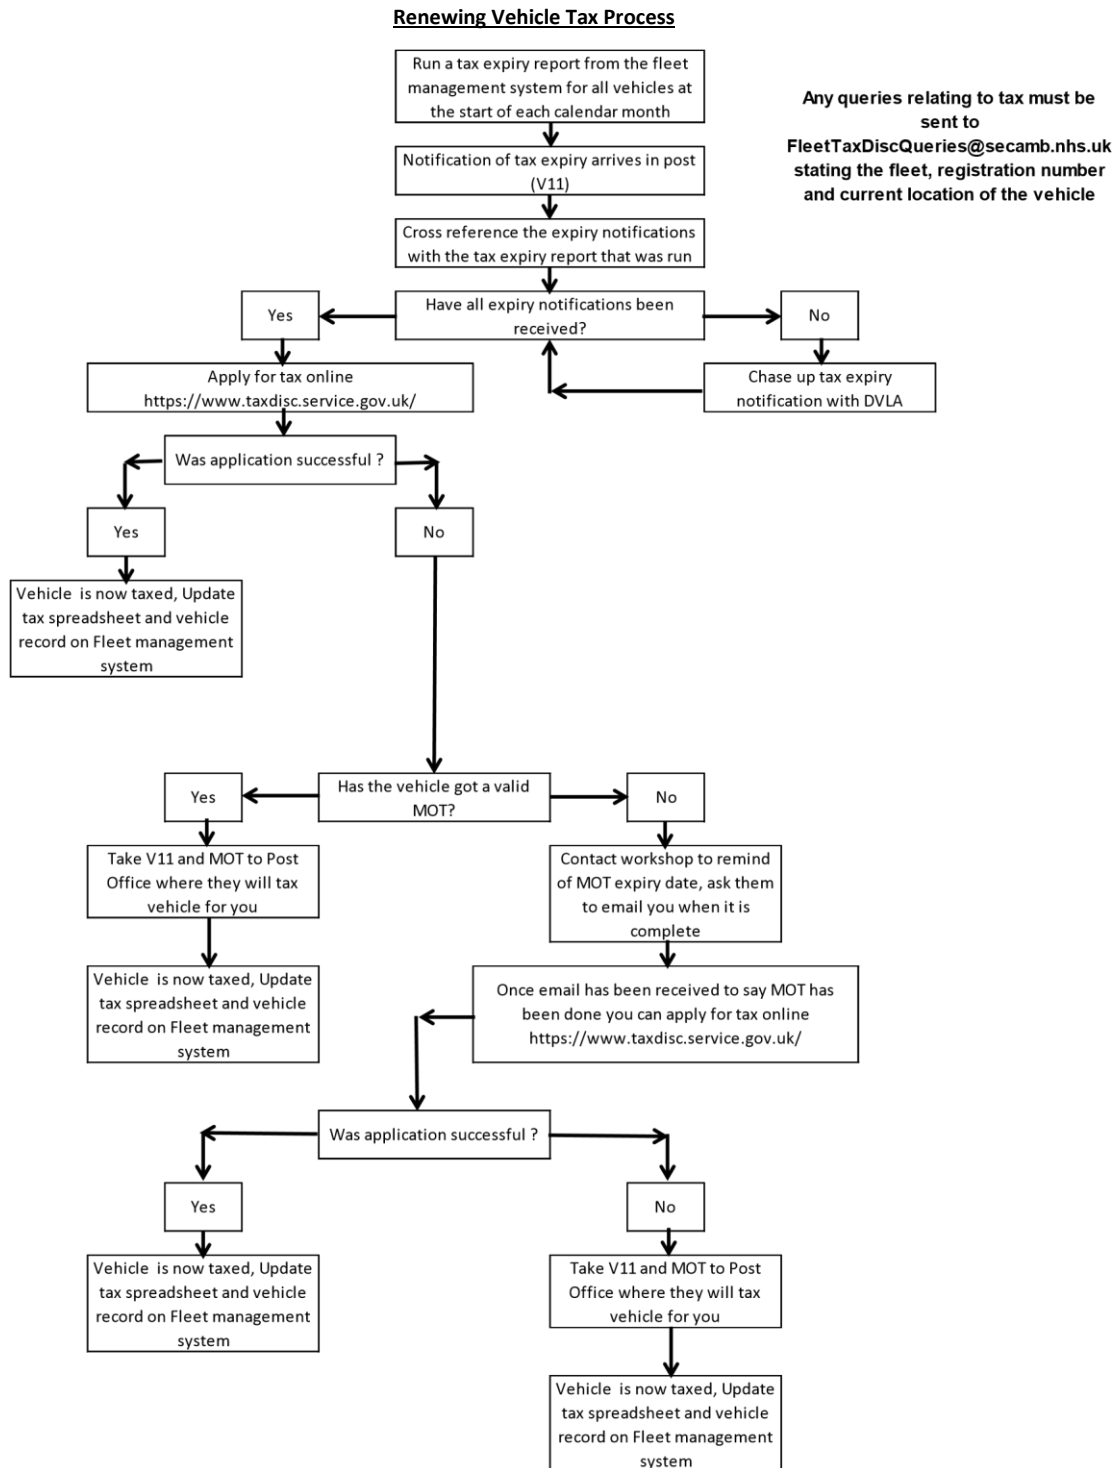 Renewing Vehicle Tax Process
Run a tax expiry report from the fleet
management system for all vehicles at
the start of each calendar month
Any queries relating to tax must be
sent to
FleetTaxDiscQueries@secamb.nhs.uk
stating the fleet, registration number
and current location of the vehicle
Notification of tax expiry arrives in post
(V11)
Cross reference the expiry notifications
with the tax expiry report that was run
Have all expiry notifications been
received?
Yes
No
Apply for tax online
https://www.taxdisc.service.gov.uk/
Chase up tax expiry
notification with DVLA
Was application successful ?
Yes
No
Vehicle  is now taxed, Update
tax spreadsheet and vehicle
record on Fleet management
system
Has the vehicle got a valid
MOT?
Yes
No
Take V11 and MOT to Post
Office where they will tax
vehicle for you
Contact workshop to remind
of MOT expiry date, ask them
to email you when it is
complete
Vehicle  is now taxed, Update
tax spreadsheet and vehicle
record on Fleet management
system
Once email has been received to say MOT has
been done you can apply for tax online
https://www.taxdisc.service.gov.uk/
Was application successful ?
Yes
No
Vehicle  is now taxed, Update
tax spreadsheet and vehicle
record on Fleet management
system
Take V11 and MOT to Post
Office where they will tax
vehicle for you
Vehicle  is now taxed, Update
tax spreadsheet and vehicle
record on Fleet management
system